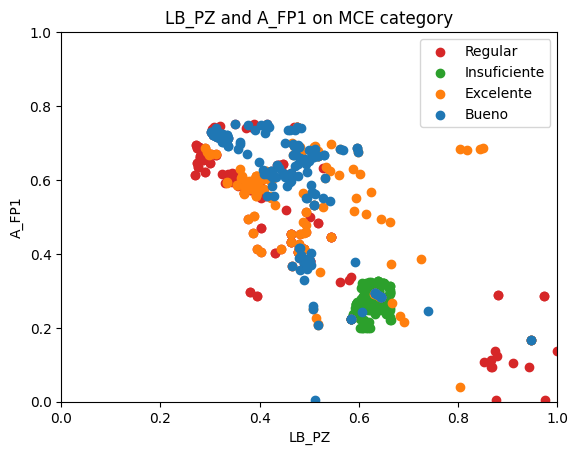 LB_PZ and A_FP1 on MCE category
1.0
0.8
0.6
0.4
0.2
0.0
A_FP1
Regular
Insuficiente
Excelente
Bueno
0.0 0.2 0.4 0.6 0.8 1.0
LB_PZ